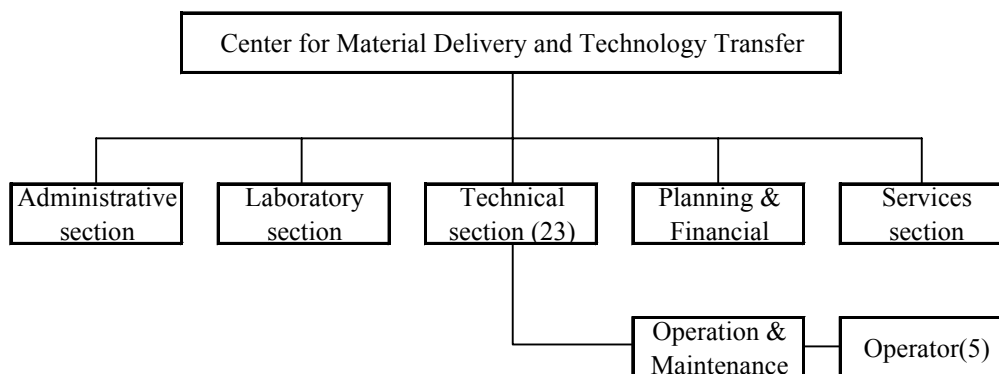 Center for Material Delivery and Technology Transfer
Administrative
section
Laboratory
section
Technical
section (23)
Planning &
Financial
Services
section
Operation &
Maintenance
Operator(5)